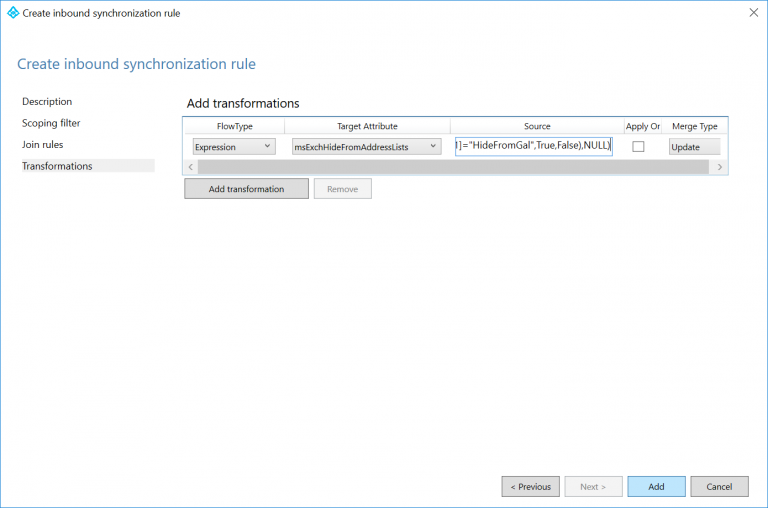 Create inbound synchronization rule
Create inbound synchronization rule
Description
Scoping filter
Join rules
Transformations
Add transformations
FlowType Target Attribute Source Apply Or Merge Type
Expression msExchHideFromAddressLists ]="HideFromGal",True,False),NULL) Update
Add transformation Remove
< Previous Next > Add Cancel